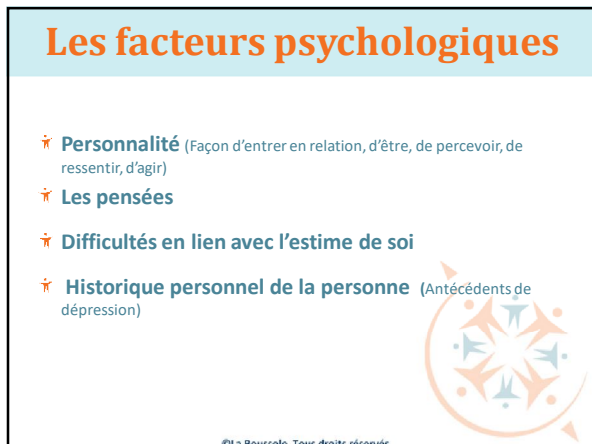 Les facteurs psychologiques
Personnalité (Façon d'entrer en relation, d'être, de percevoir, de
ressentir, d'agir)
Les pensées
Difficultés en lien avec l'estime de soi
Historique personnel de la personne (Antécédents de
dépression)
©La Boussole. Tous droits réservés